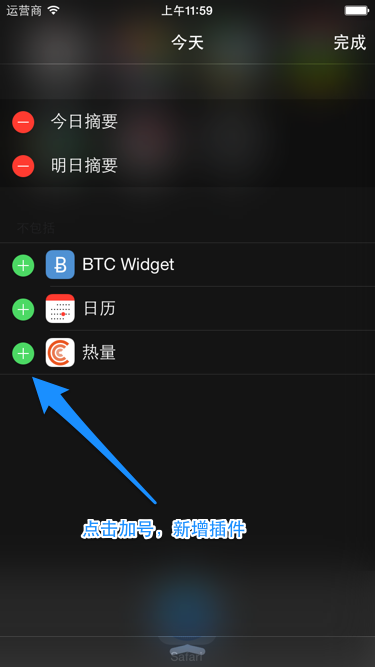 运营商 上午11:59
今天 完成
今日摘要
明日摘要
不包括
BTC Widget
日历
热量
点击加号，新增插件
Safari